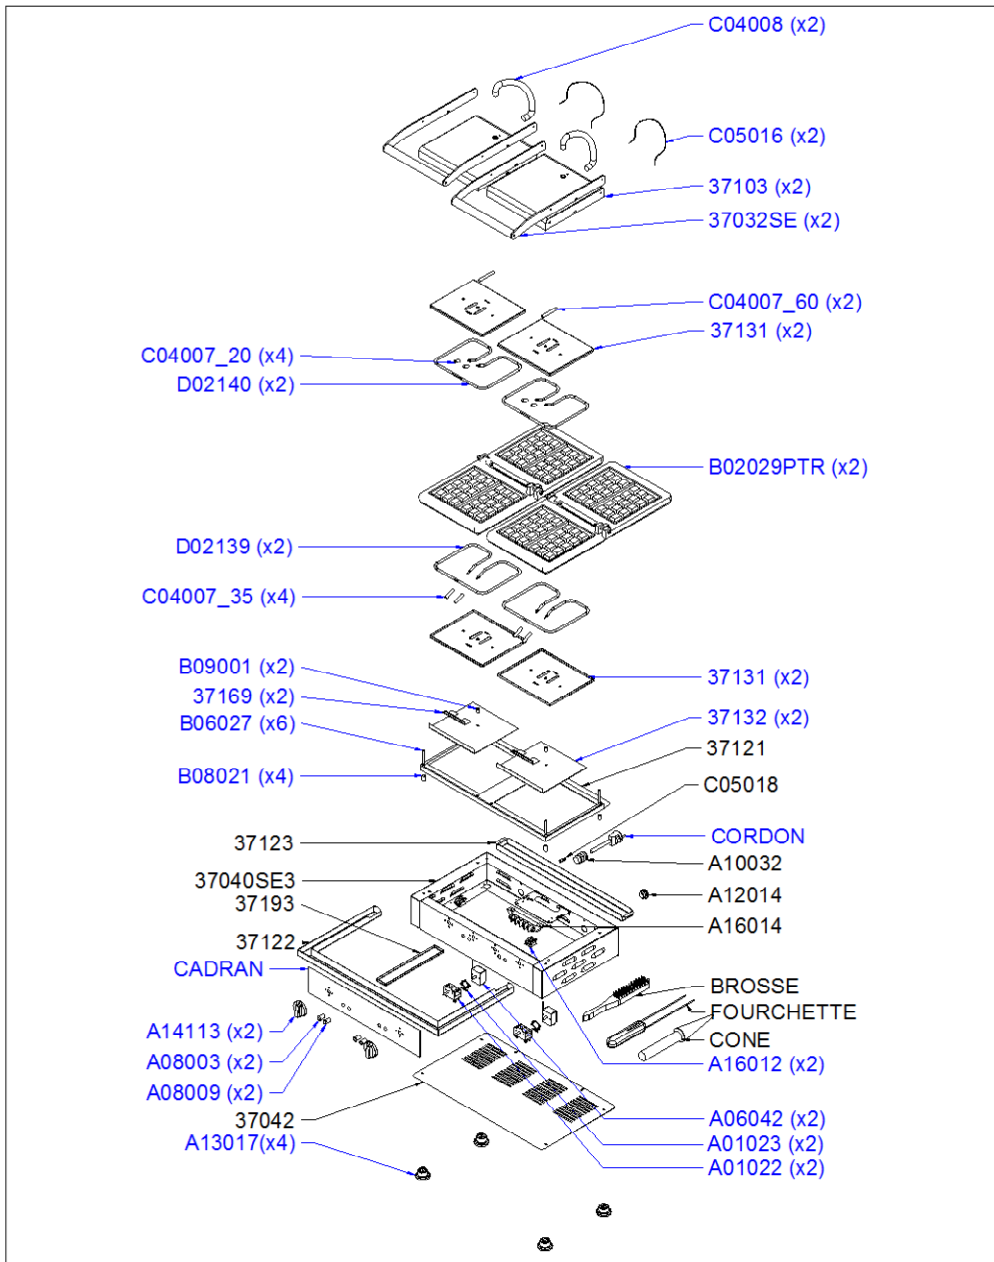 C04008 (x2)
C05016 (x2)
37103 (x2)
37032SE (x2)
C04007_60 (x2)
37131 (x2)
C04007_20 (x4)
D02140 (x2)
B02029PTR (x2)
D02139 (x2)
C04007_35 (x4)
B09001 (x2)
37169 (x2)
B06027 (x6)
B08021 (x4)
37131 (x2)
37132 (x2)
37121
C05018
CORDON
A10032
A12014
A16014
37123
37040SE3
37193
37122
CADRAN
A14113 (x2)
A08003 (x2)
A08009 (x2)
37042
A13017(x4)
BROSSE
FOURCHETTE
CONE
A16012 (x2)
A06042 (x2)
A01023 (x2)
A01022 (x2)